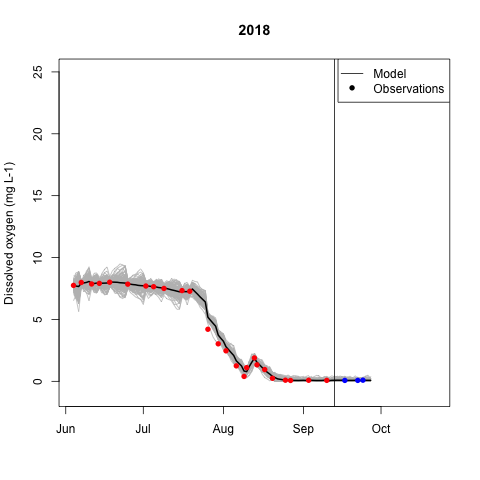 2018
Model
Observations
Dissolved oxygen (mg L-1)
25
20
15
10
5
0
Jun
Jul
Aug
Sep
Oct